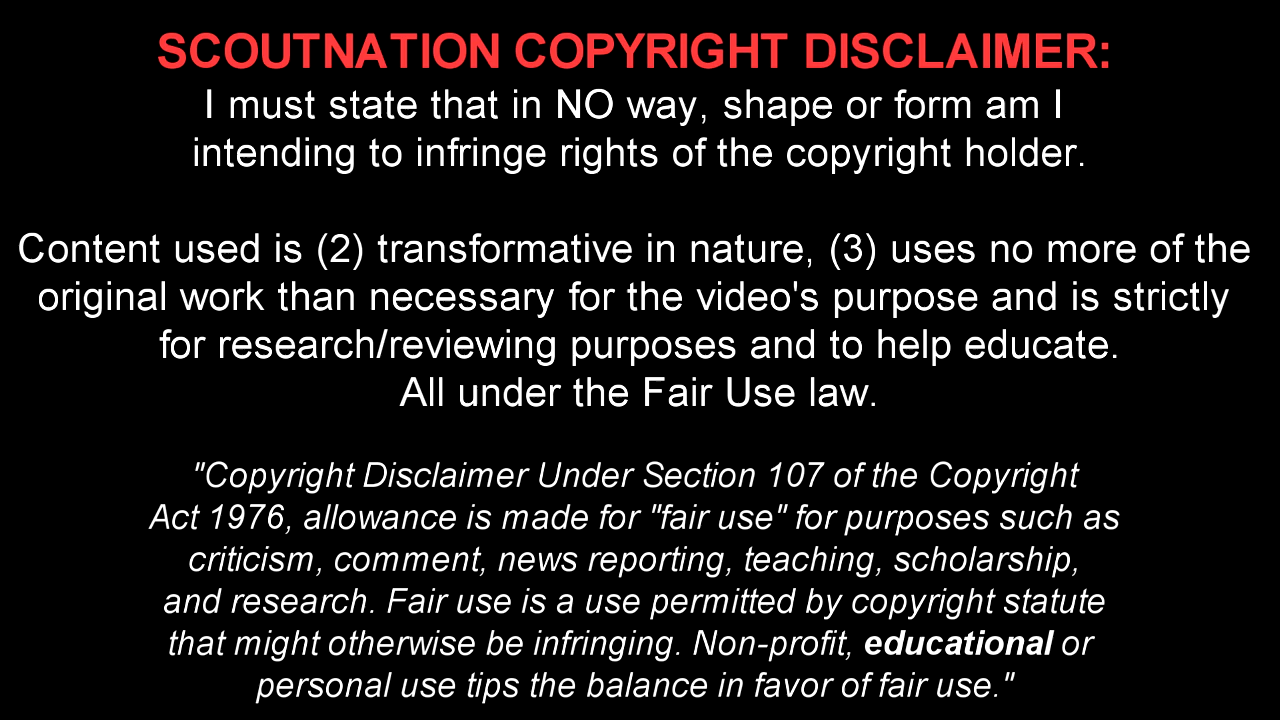 SCOUTNATION COPYRIGHT DISCLAIMER:
I must state that in NO way, shape or form am I
intending to infringe rights of the copyright holder.
Content used is (2) transformative in nature, (3) uses no more of the
original work than necessary for the video's purpose and is strictly
for research/reviewing purposes and to help educate.
All under the Fair Use law.
"Copyright Disclaimer Under Section 107 of the Copyright
Act 1976, allowance is made for "fair use" for purposes such as
criticism, comment, news reporting, teaching, scholarship,
and research. Fair use is a use permitted by copyright statute
that might otherwise be infringing. Non-profit, educational or
personal use tips the balance in favor of fair use."